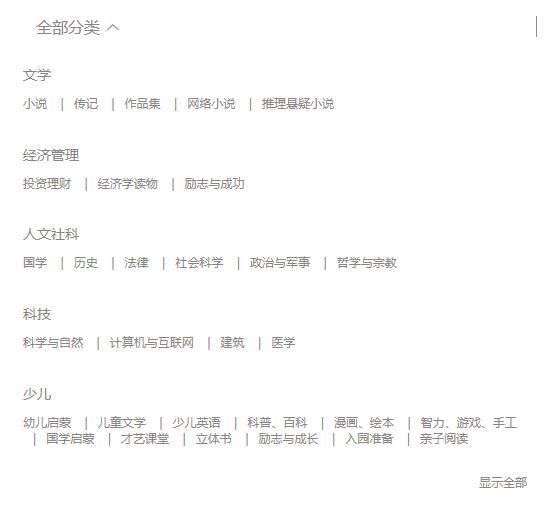 全部分类
文学
小说 | 传记 | 作品集 | 网络小说 | 推理悬疑小说
经济管理
投资理财 | 经济学读物 | 励志与成功
人文社科
国学 | 历史 | 法律 | 社会科学 | 政治与军事 | 哲学与宗教
科技
科学与自然 | 计算机与互联网 | 建筑 | 医学
少儿
幼儿启蒙 | 儿童文学 | 少儿英语 | 科普、百科 | 漫画、绘本 | 智力、游戏、手工
| 国学启蒙 | 才艺课堂 | 立体书 | 励志与成长 | 入园准备 | 亲子阅读
显示全部